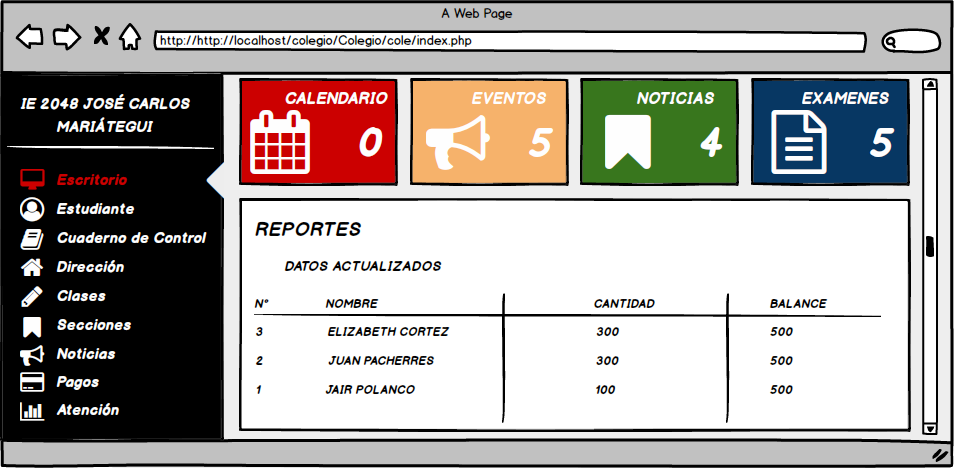 A Web Page
http://http://localhost/colegio/Colegio/cole/index.php
IE 2048 JOSÉ CARLOS
MARIÁTEGUI
Escritorio
Estudiante
Cuaderno de Control
Dirección
Clases
Secciones
Noticias
Pagos
Atención
CALENDARIO
0
EVENTOS
5
NOTICIAS
4
EXAMENES
5
REPORTES
DATOS ACTUALIZADOS
N° NOMBRE CANTIDAD BALANCE
3 ELIZABETH CORTEZ 300 500
2 JUAN PACHERRES 300 500
1 JAIR POLANCO 100 500